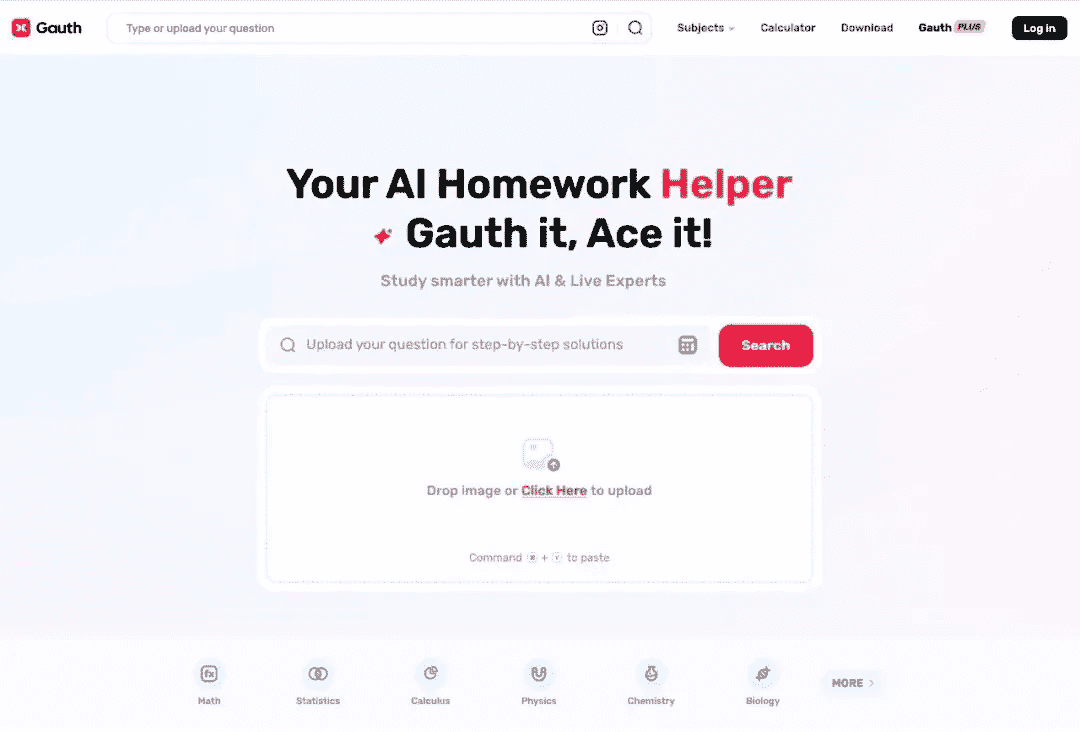 Gauth
Type or upload your question
Subjects
Calculator
Download
Gauth PLUS
Log in
Your AI Homework Helper
Gauth it, Ace it!
Study smarter with AI & Live Experts
Upload your question for step-by-step solutions
Search
Drop image or Click Here to upload
Command ⌘ + V to paste
Math
Statistics
Calculus
Physics
Chemistry
Biology
MORE